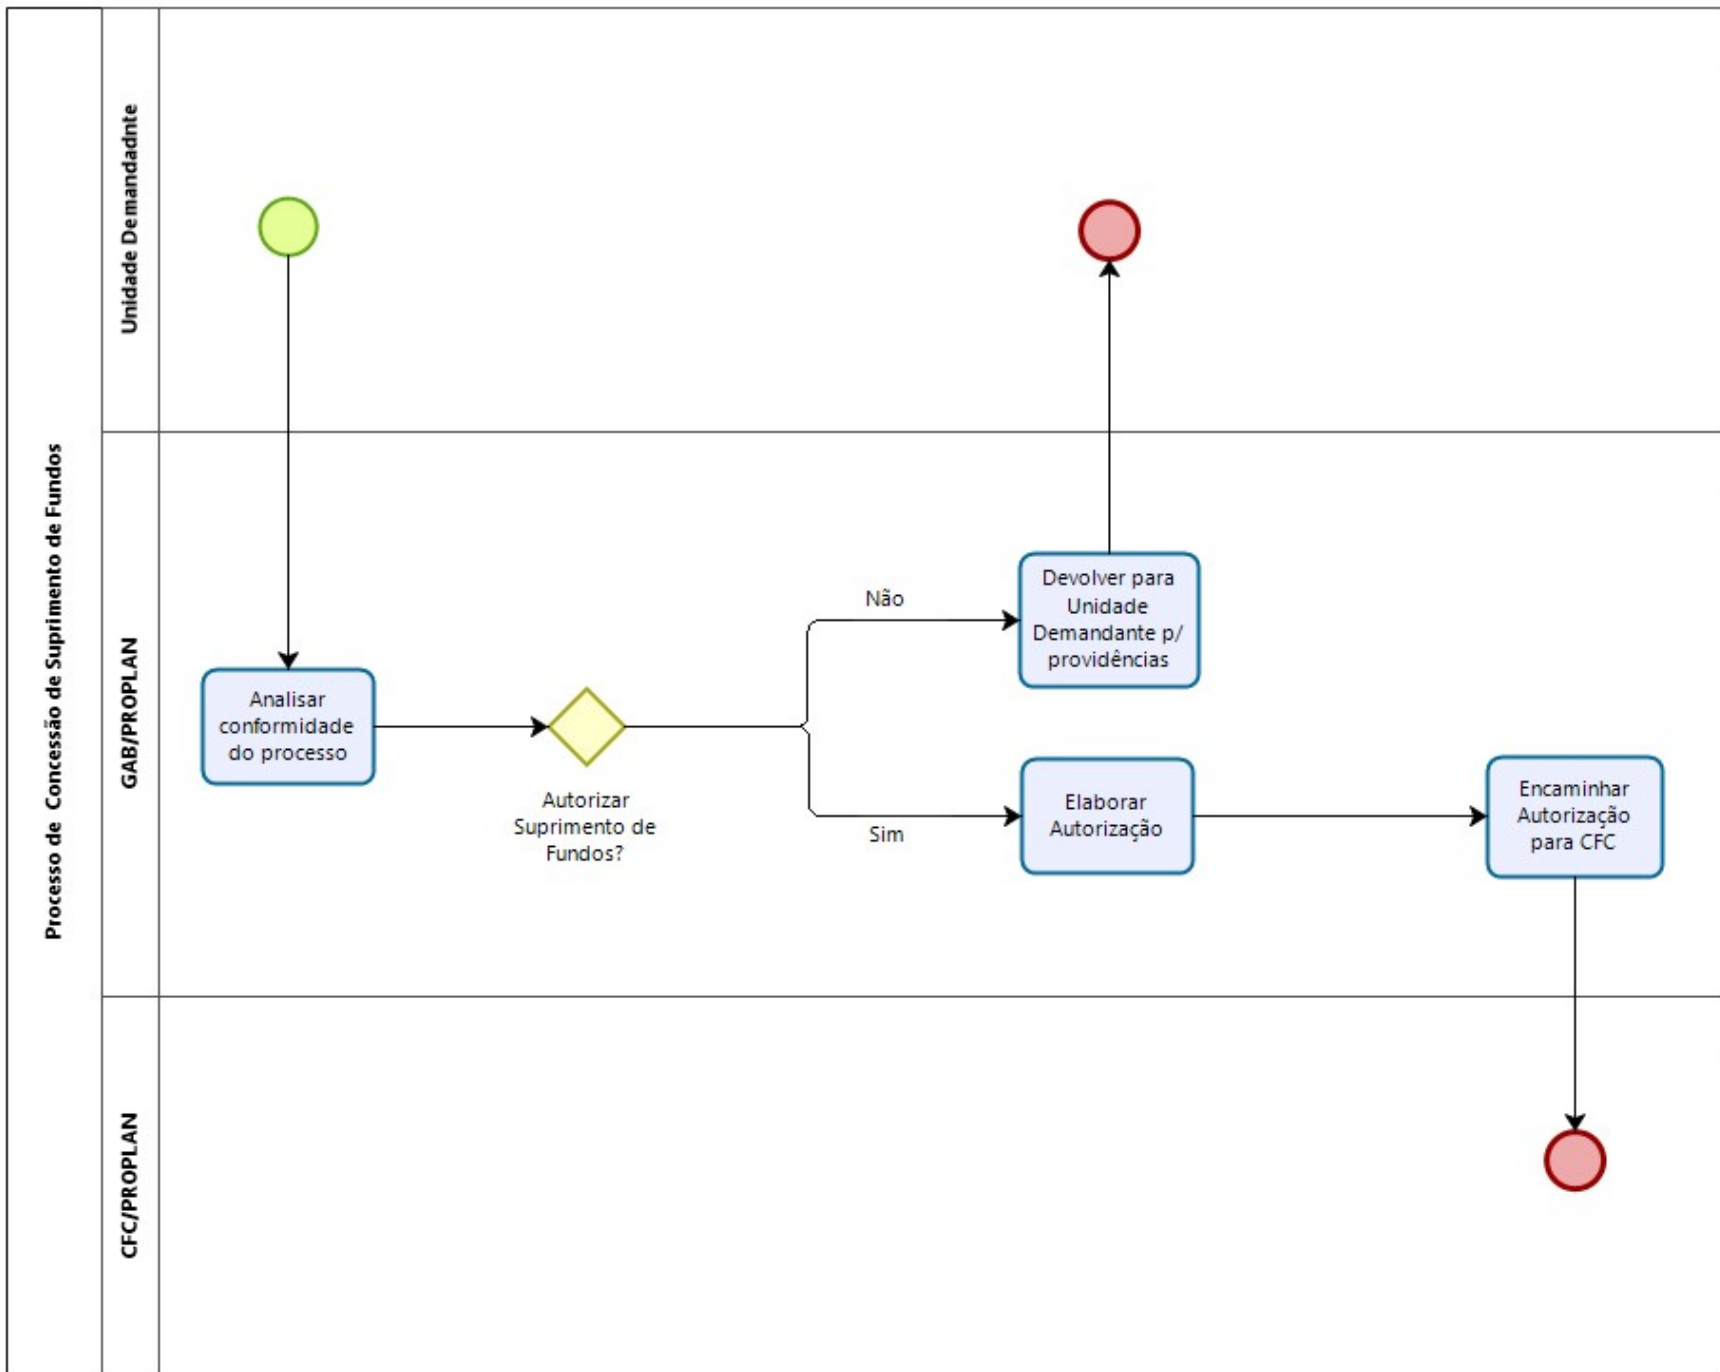 Processo de  Concessão de Suprimento de Fundos
Unidade Demandadnte
GAB/PROPLAN
Analisar
conformidade
do processo
Autorizar
Suprimento de
Fundos?
Não
Devolver para
Unidade
Demandante p/
providências
Sim
Elaborar
Autorização
Encaminhar
Autorização
para CFC
CFC/PROPLAN